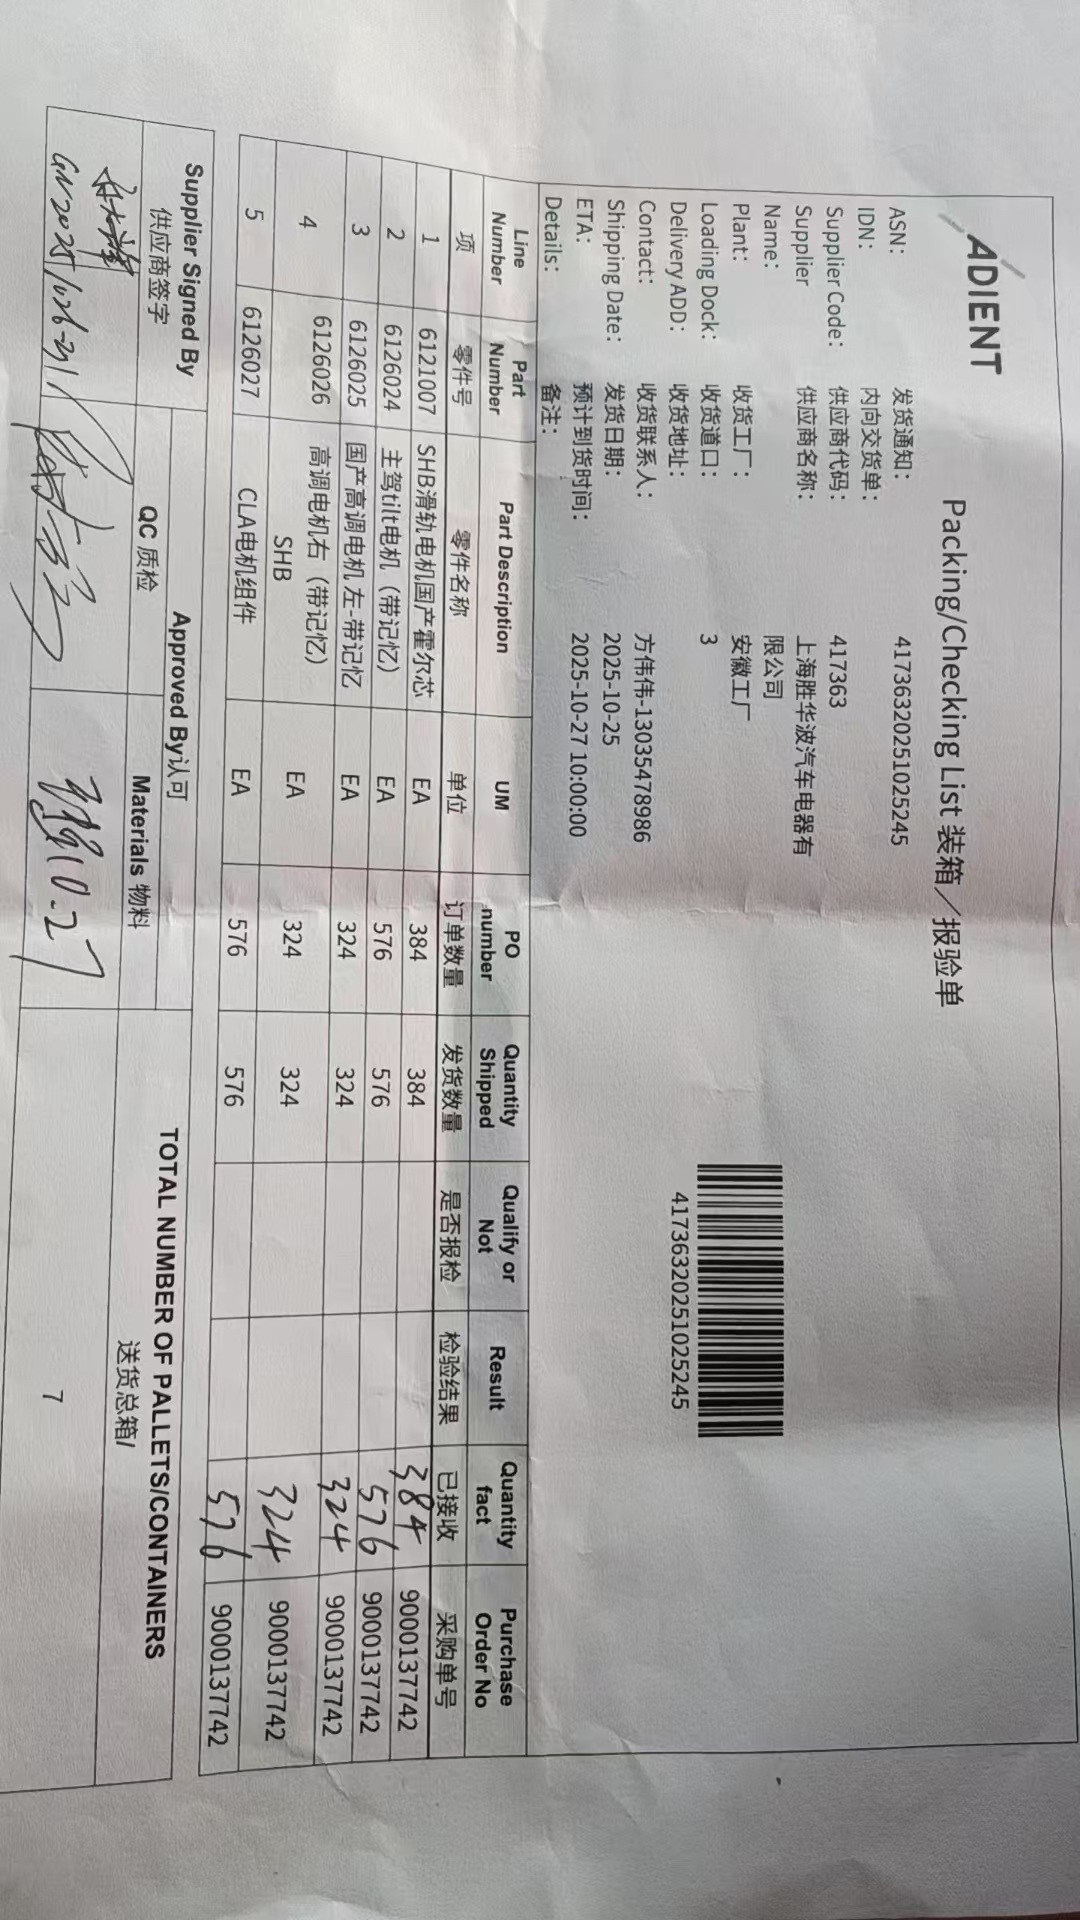 ADIENT
Packing/Checking List 装箱／报验单
ASN: 发货通知: 41736320251025245
IDN: 内向交货单:
Supplier Code: 供应商代码: 417363
Supplier Name: 供应商名称: 上海胜华波汽车电器有限公司
Plant: 收货工厂: 安徽工厂
Loading Dock: 收货道口: 3
Delivery ADD: 收货地址:
Contact: 收货联系人: 方伟伟-13035478986
Shipping Date: 发货日期: 2025-10-25
ETA: 预计到货时间: 2025-10-27 10:00:00
Details: 备注:
41736320251025245
Line Number Part Number Part Description UM PO number Quantity Shipped Qualify or Not Result Quantity fact Purchase Order No
项 零件号 零件名称 单位 订单数量 发货数量 是否报检 检验结果 已接收 采购单号
1 6121007 SHB滑轨电机国产霍尔芯 EA 384 384 384 9000137742
2 6126024 主驾tilt电机（带记忆） EA 576 576 576 9000137742
3 6126025 国产高调电机 左-带记忆 EA 324 324 324 9000137742
4 6126026 高调电机右（带记忆）SHB EA 324 324 324 9000137742
5 6126027 CLA电机组件 EA 576 576 576 9000137742
Supplier Signed By Approved By认可 TOTAL NUMBER OF PALLETS/CONTAINERS
供应商签字 QC 质检 Materials 物料 送货总箱/
10-27 7